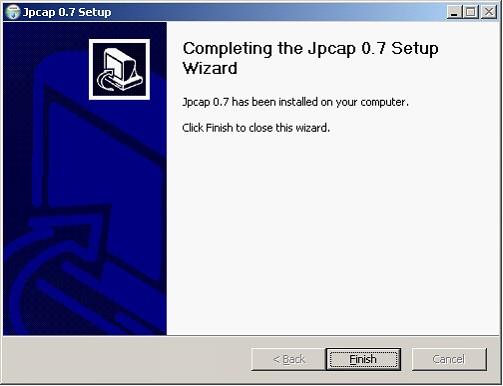 Jpcap 0.7 Setup
Completing the Jpcap 0.7 Setup
Wizard
Jpcap 0.7 has been installed on your computer.
Click Finish to close this wizard.
< Back
Finish
Cancel